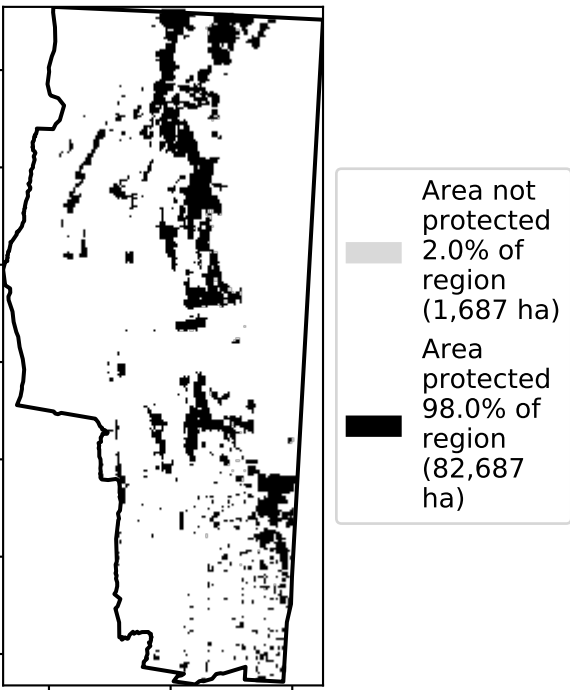 Area not
protected
2.0% of
region
(1,687 ha)
Area
protected
98.0% of
region
(82,687
ha)